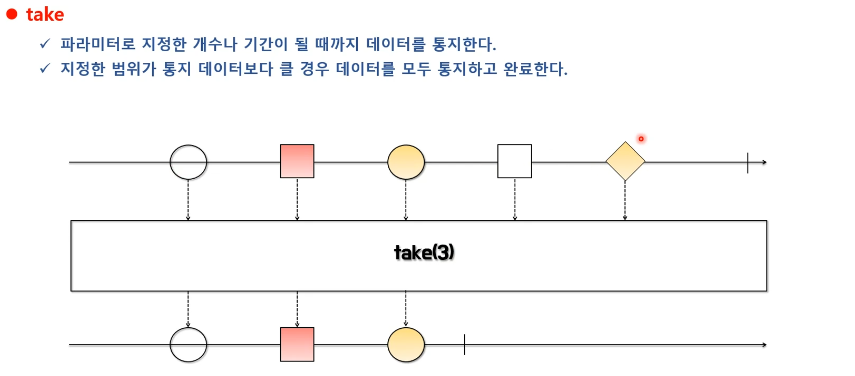 take
파라미터로 지정한 개수나 기간이 될 때까지 데이터를 통지한다.
지정한 범위가 통지 데이터보다 클 경우 데이터를 모두 통지하고 완료한다.
take(3)